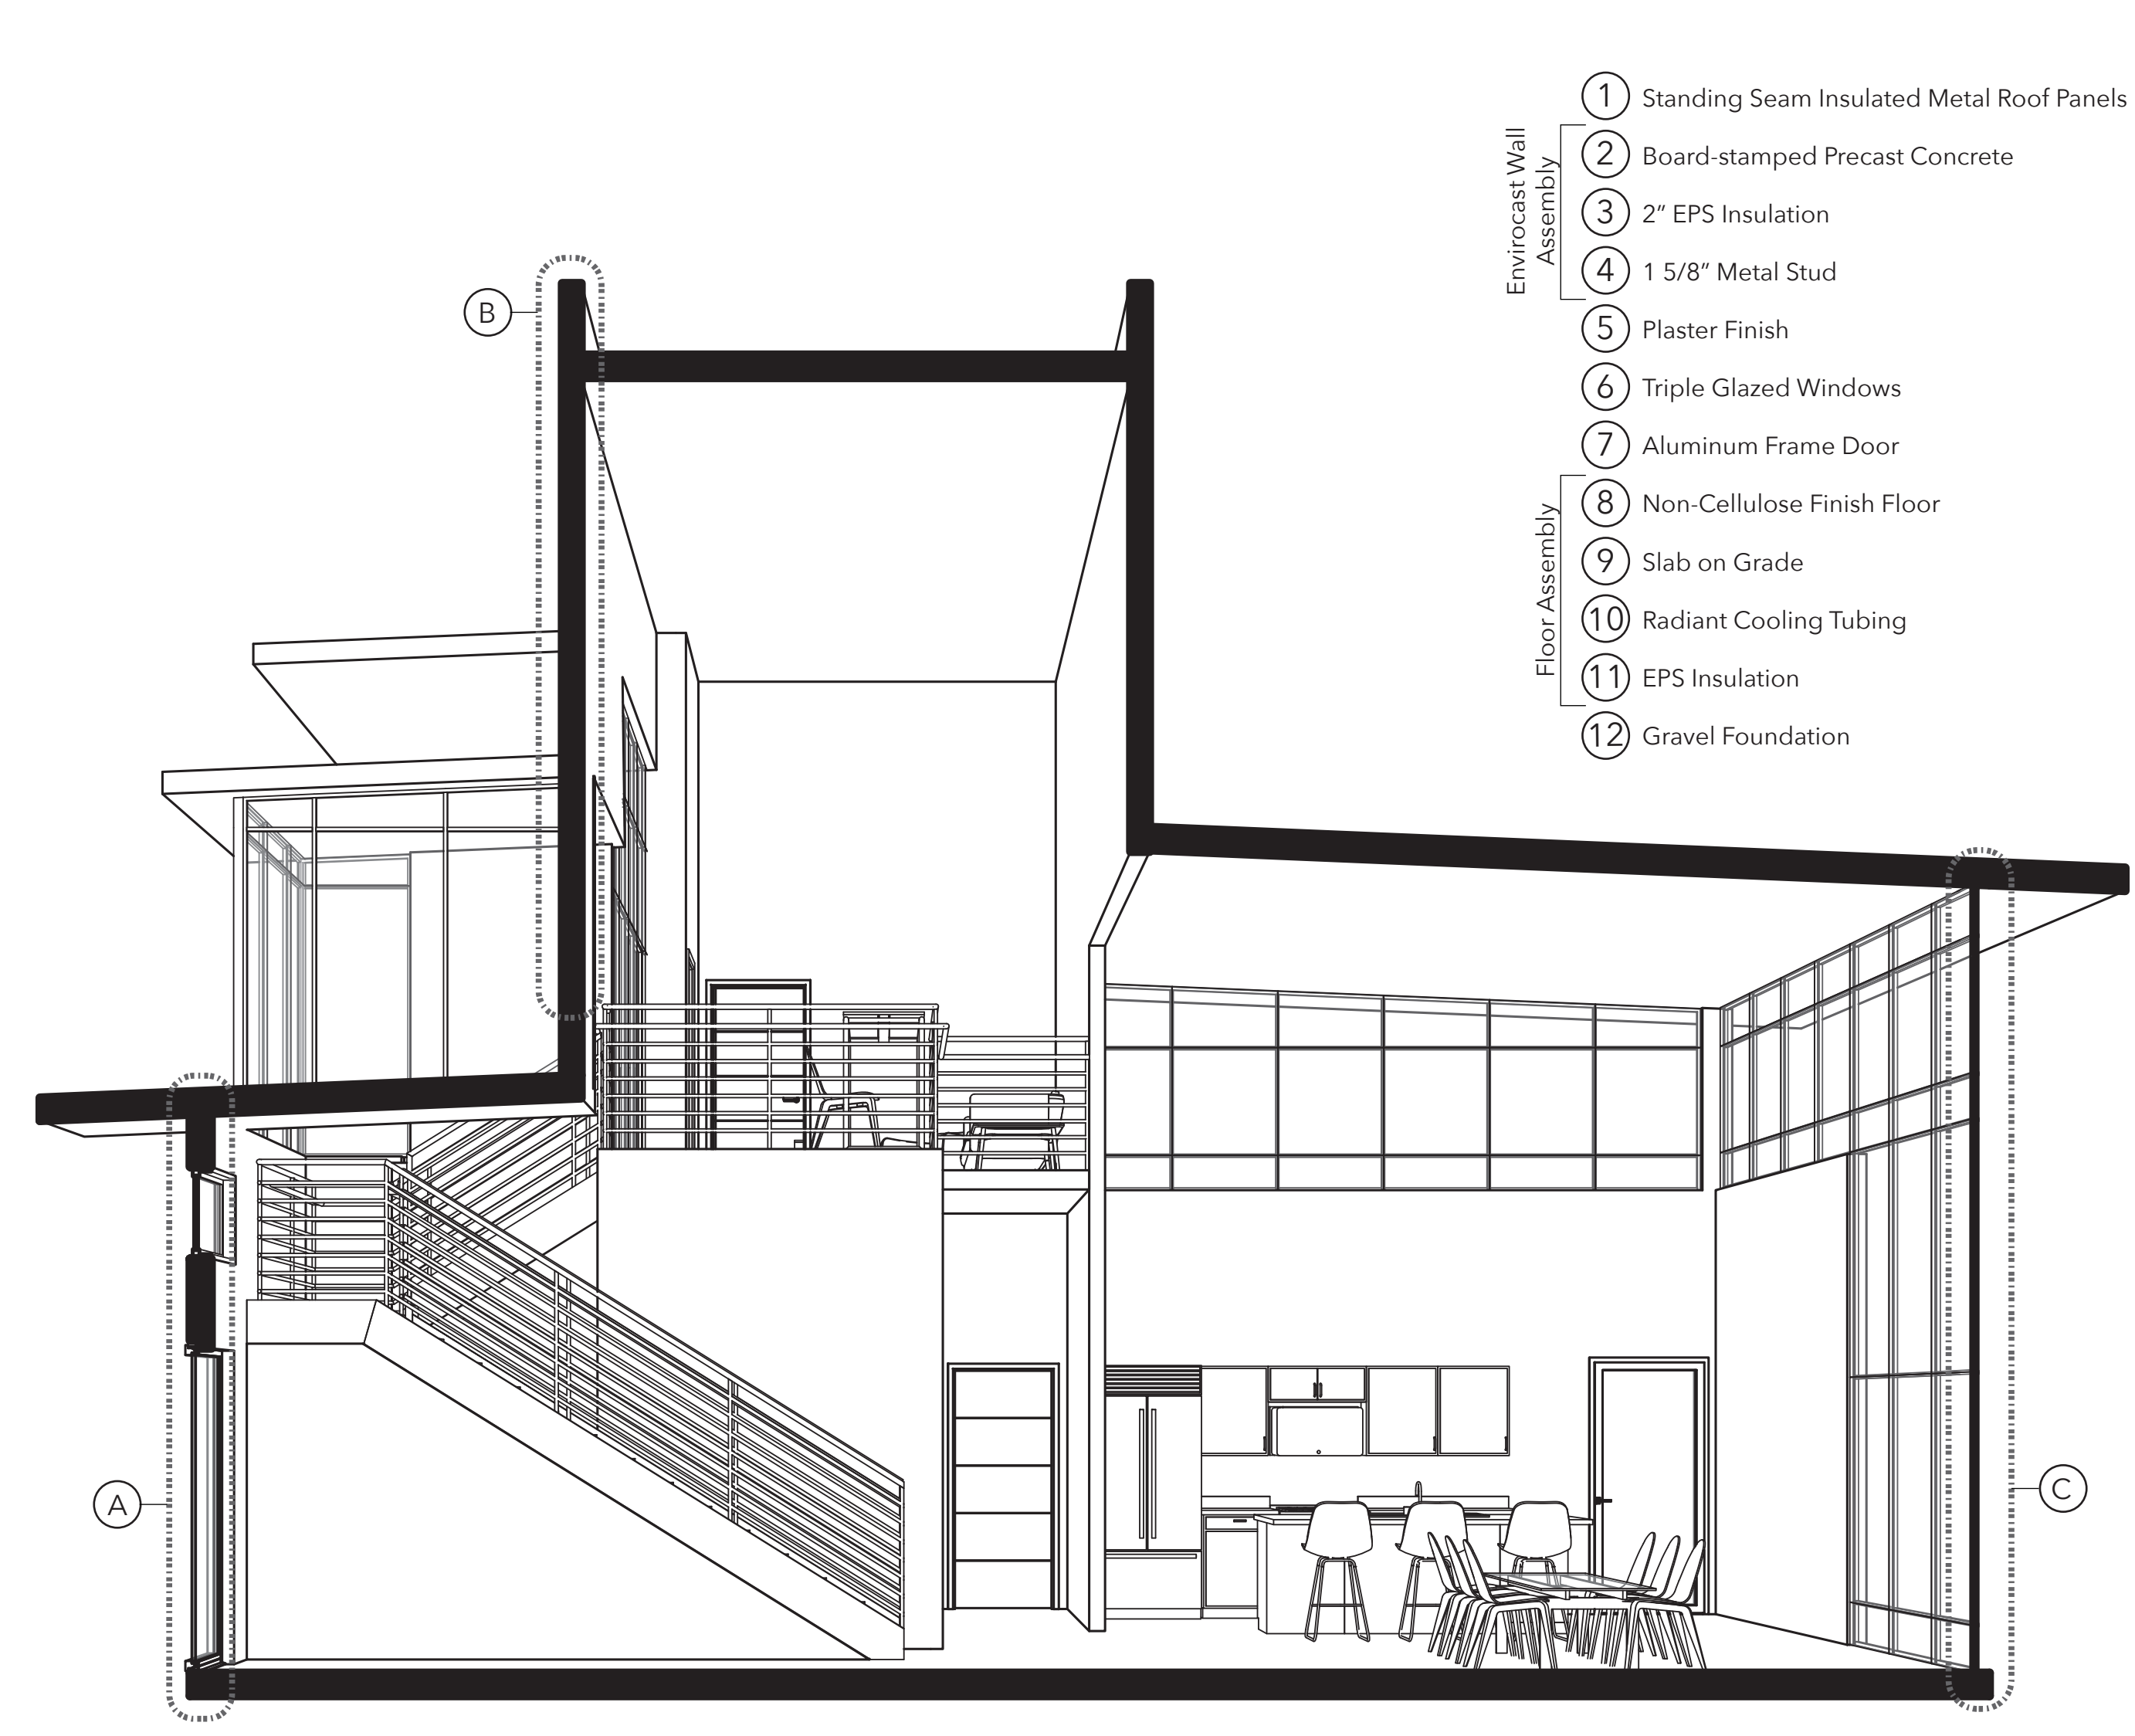 1 Standing Seam Insulated Metal Roof Panels
Envirocast Wall
Assembly
2 Board-stamped Precast Concrete
3 2” EPS Insulation
4 1 5/8” Metal Stud
5 Plaster Finish
6 Triple Glazed Windows
7 Aluminum Frame Door
Floor Assembly
8 Non-Cellulose Finish Floor
9 Slab on Grade
10 Radiant Cooling Tubing
11 EPS Insulation
12 Gravel Foundation
B
A
C